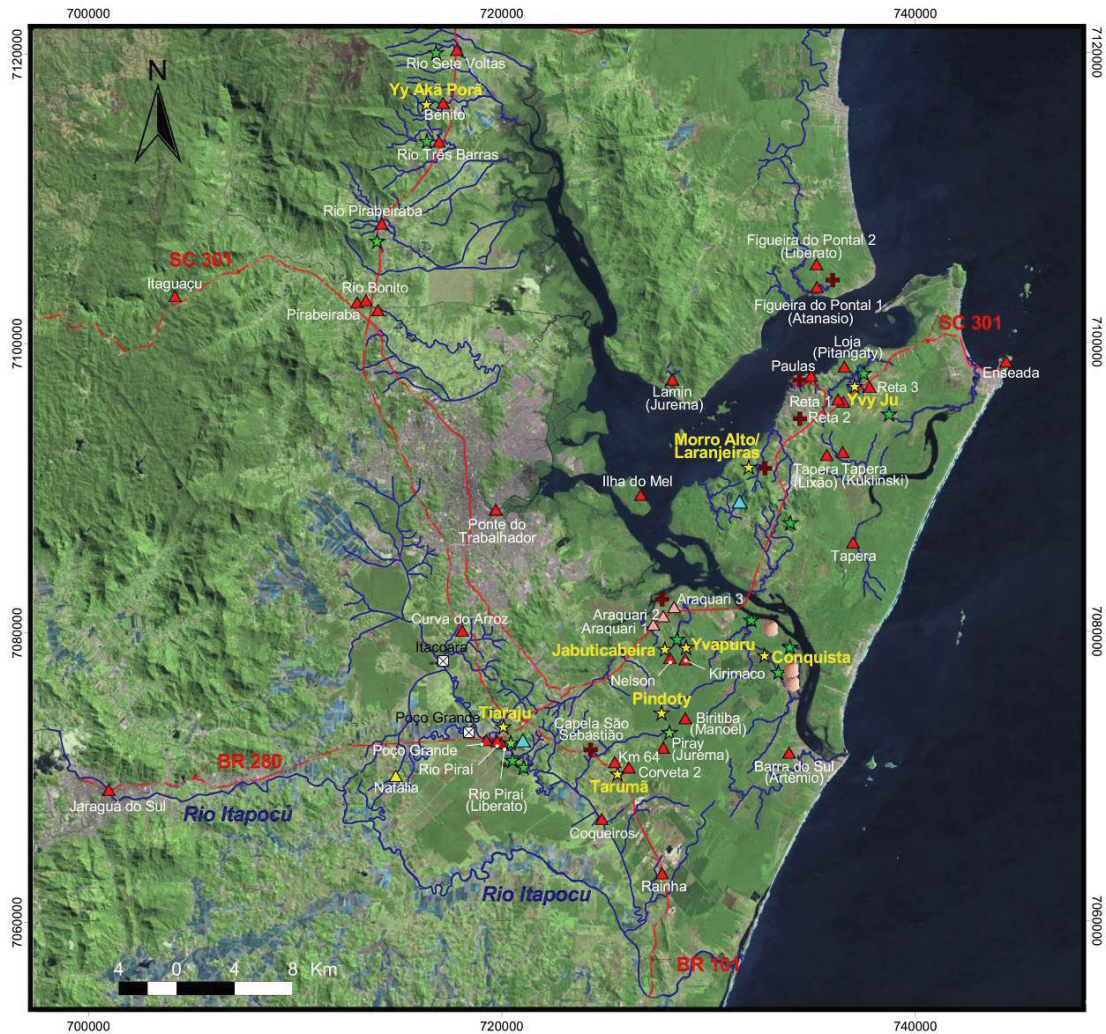 700000
720000
740000
7120000
7120000
N
Rio Sete Voltas
Yy Akã Porã
Benito
Rio Três Barras
Rio Pirabeiraba
SC 301
Itaguaçu
Rio Bonito
Pirabeiraba
Figueira do Pontal 2
(Liberato)
Figueira do Pontal 1
(Atanasio)
7100000
7100000
SC 301
Loja
(Pitangaty)
Paulas
Enseada
Lamin
(Jurema)
Reta 3
Reta 1
Yvy Ju
Reta 2
Morro Alto/
Laranjeiras
Tapera
(Lixão)
Tapera
(Kuklinski)
Ilha do Mel
Ponte do
Trabalhador
Tapera
Araquari 3
Araquari 2
Araquari 1
7080000
7080000
Curva do Arroz
Itacoara
Jabuticabeira
Yvapuru
Conquista
Nelson
Kirimaco
Pindoty
Tiaraju
Poço Grande
Capela São
Sebastião
Biritiba
(Manoel)
Poço Grande
Piray
(Jurema)
Km 64
Rio Piraí
Corveta 2
Barra do Sul
(Artêmio)
BR 280
Natália
Tarumã
Rio Piraí
(Liberato)
Jaraguá do Sul
Rio Itapocú
Coqueiros
Rainha
Rio Itapocu
7060000
7060000
BR 101
4 0 4 8 Km
700000
720000
740000